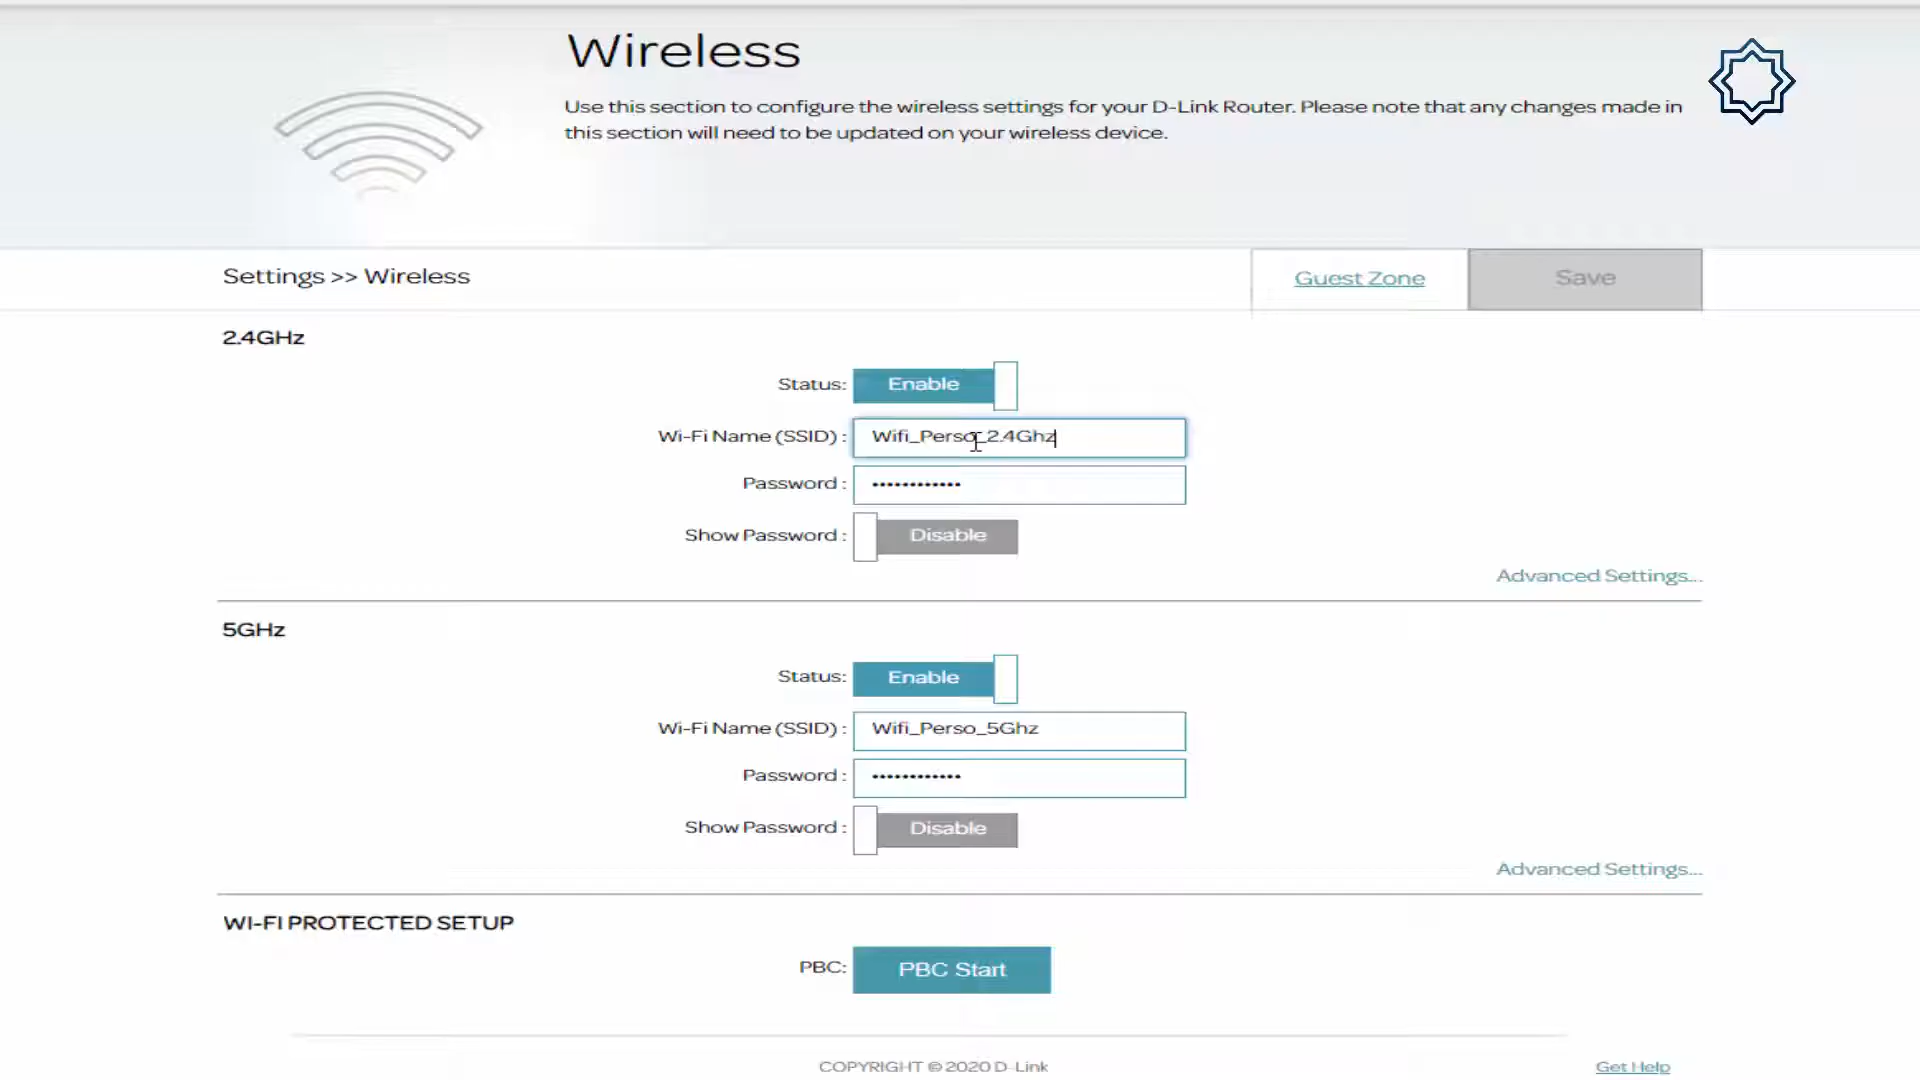 Wireless
Use this section to configure the wireless settings for your D-Link Router. Please note that any changes made in
this section will need to be updated on your wireless device.
Settings >> Wireless
Guest Zone
Save
2.4GHz
Status:
Enable
Wi-Fi Name (SSID) :
Wifi_Perso_2.4Ghz
Password :
••••••••••••
Show Password :
Disable
Advanced Settings...
5GHz
Status:
Enable
Wi-Fi Name (SSID) :
Wifi_Perso_5Ghz
Password :
••••••••••••
Show Password :
Disable
Advanced Settings...
WI-FI PROTECTED SETUP
PBC:
PBC Start
COPYRIGHT © 2020 D-Link
Get Help